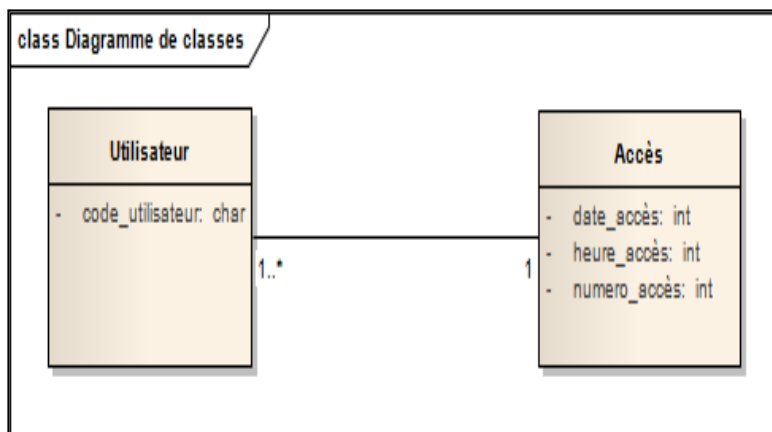 class Diagramme de classes
Utilisateur
- code_utilisateur: char
1..*
1
Accès
- date_accès: int
- heure_accès: int
- numero_accès: int